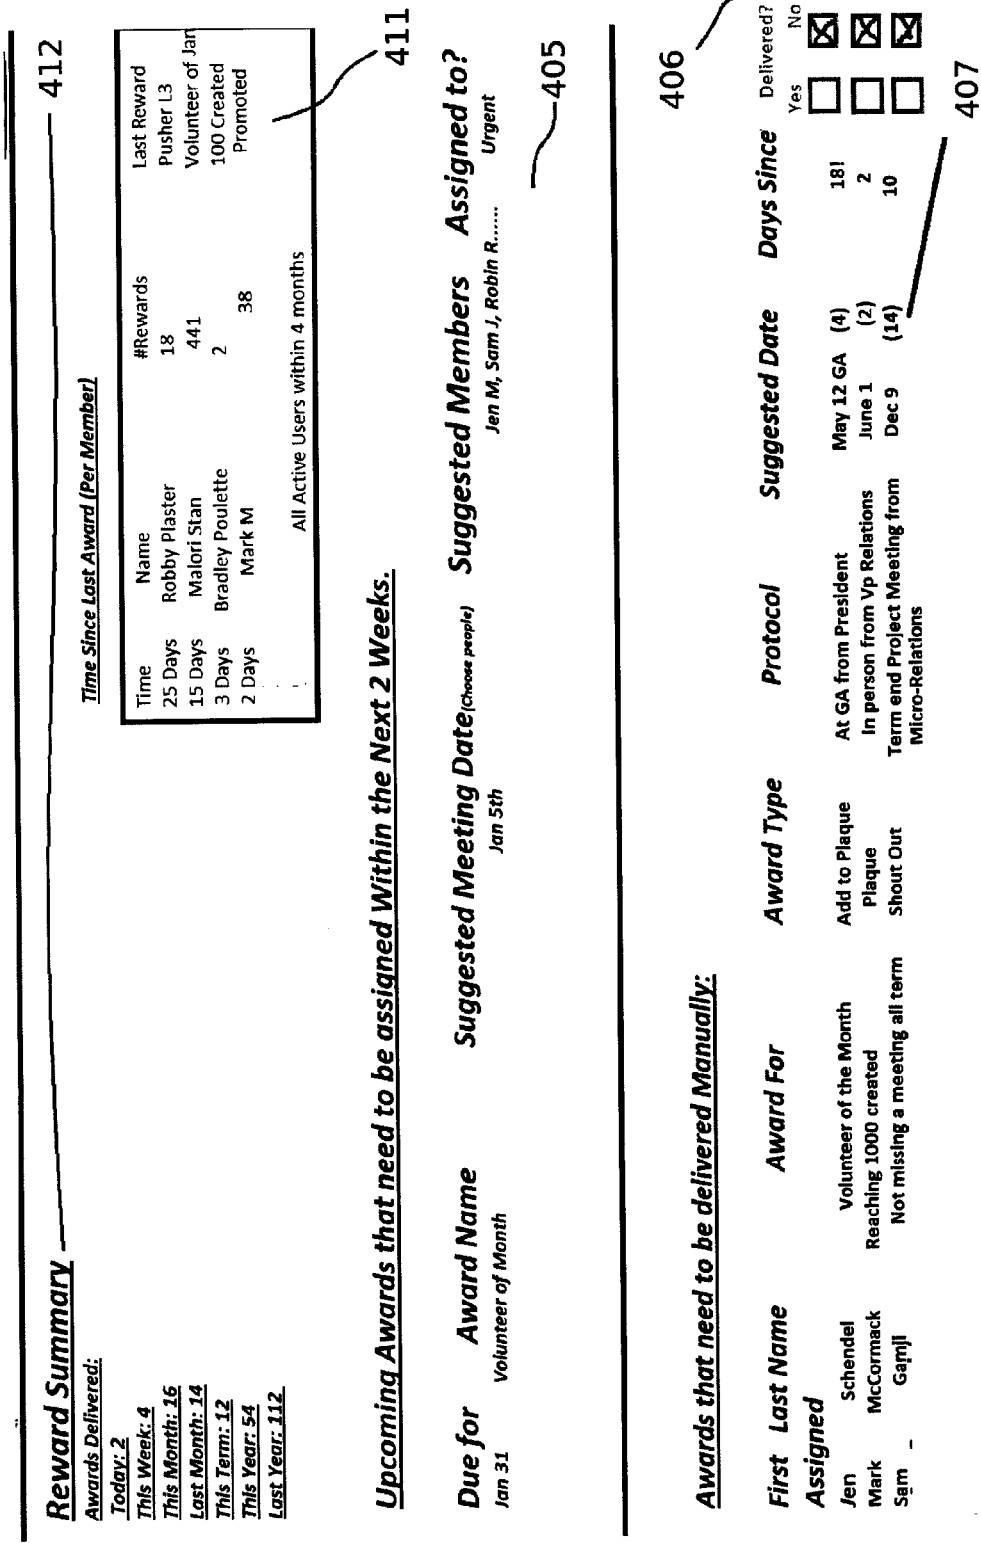 Reward Summary 412
Awards Delivered:
Today: 2
This Week: 4
This Month: 16
Last Month: 14
This Term: 12
This Year: 54
Last Year: 112
Time Since Last Award (Per Member)
Time Name #Rewards Last Reward
25 Days Robby Plaster 18 Pusher L3
15 Days Malori Stan 441 Volunteer of Jan
3 Days Bradley Poulette 2 100 Created
2 Days Mark M 38 Promoted
All Active Users within 4 months
411
Upcoming Awards that need to be assigned Within the Next 2 Weeks.
Due for Award Name Suggested Meeting Date(Choose people) Suggested Members Assigned to?
Jan 31 Volunteer of Month Jan 5th Jen M, Sam J, Robin R...... Urgent
405
406
Awards that need to be delivered Manually:
First Last Name Award For Award Type Protocol Suggested Date Days Since Delivered?
Assigned Yes No
Jen Schendel Volunteer of the Month Add to Plaque At GA from President May 12 GA (4) 18!
Mark McCormack Reaching 1000 created Plaque In person from Vp Relations June 1 (2) 2
Sam Gamji Not missing a meeting all term Shout Out Term end Project Meeting from Dec 9 (14) 10
Micro-Relations
407